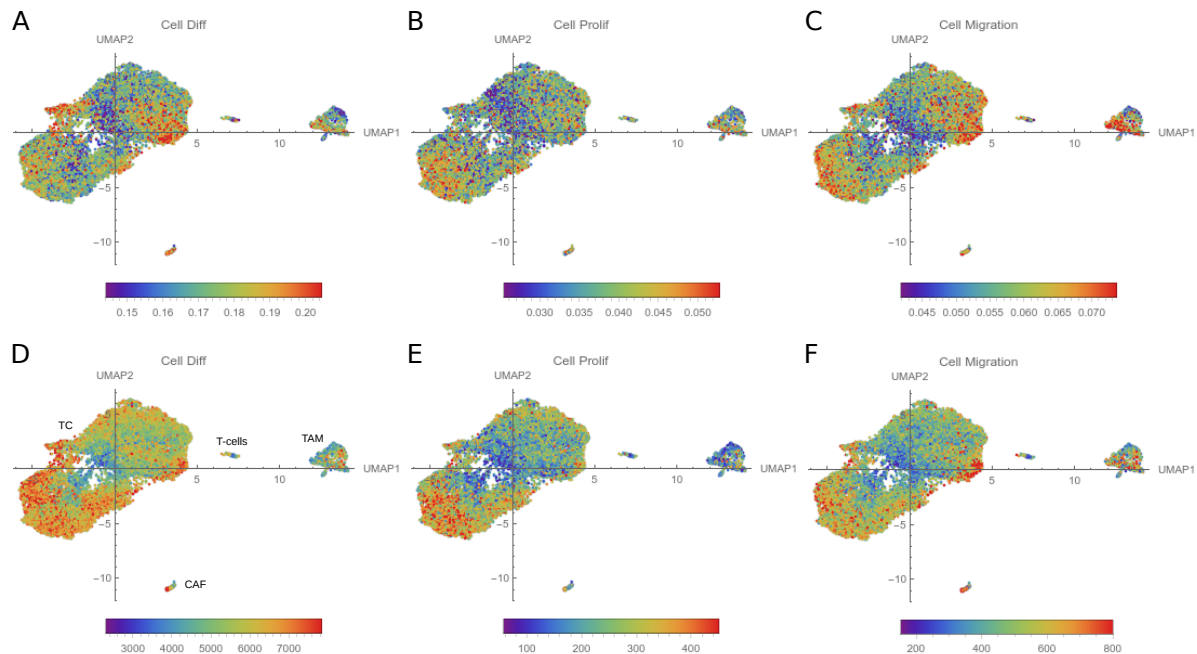 A
Cell Diff
UMAP2
UMAP1
5
10
−5
−10
0.15 0.16 0.17 0.18 0.19 0.20
B
Cell Prolif
UMAP2
UMAP1
5
10
−5
−10
0.030 0.035 0.040 0.045 0.050
C
Cell Migration
UMAP2
UMAP1
5
10
−5
−10
0.045 0.050 0.055 0.060 0.065 0.070
D
Cell Diff
UMAP2
TC
T-cells
TAM
UMAP1
5
10
−5
−10
CAF
3000 4000 5000 6000 7000
E
Cell Prolif
UMAP2
UMAP1
5
10
−5
−10
100 200 300 400
F
Cell Migration
UMAP2
UMAP1
5
10
−5
−10
200 400 600 800